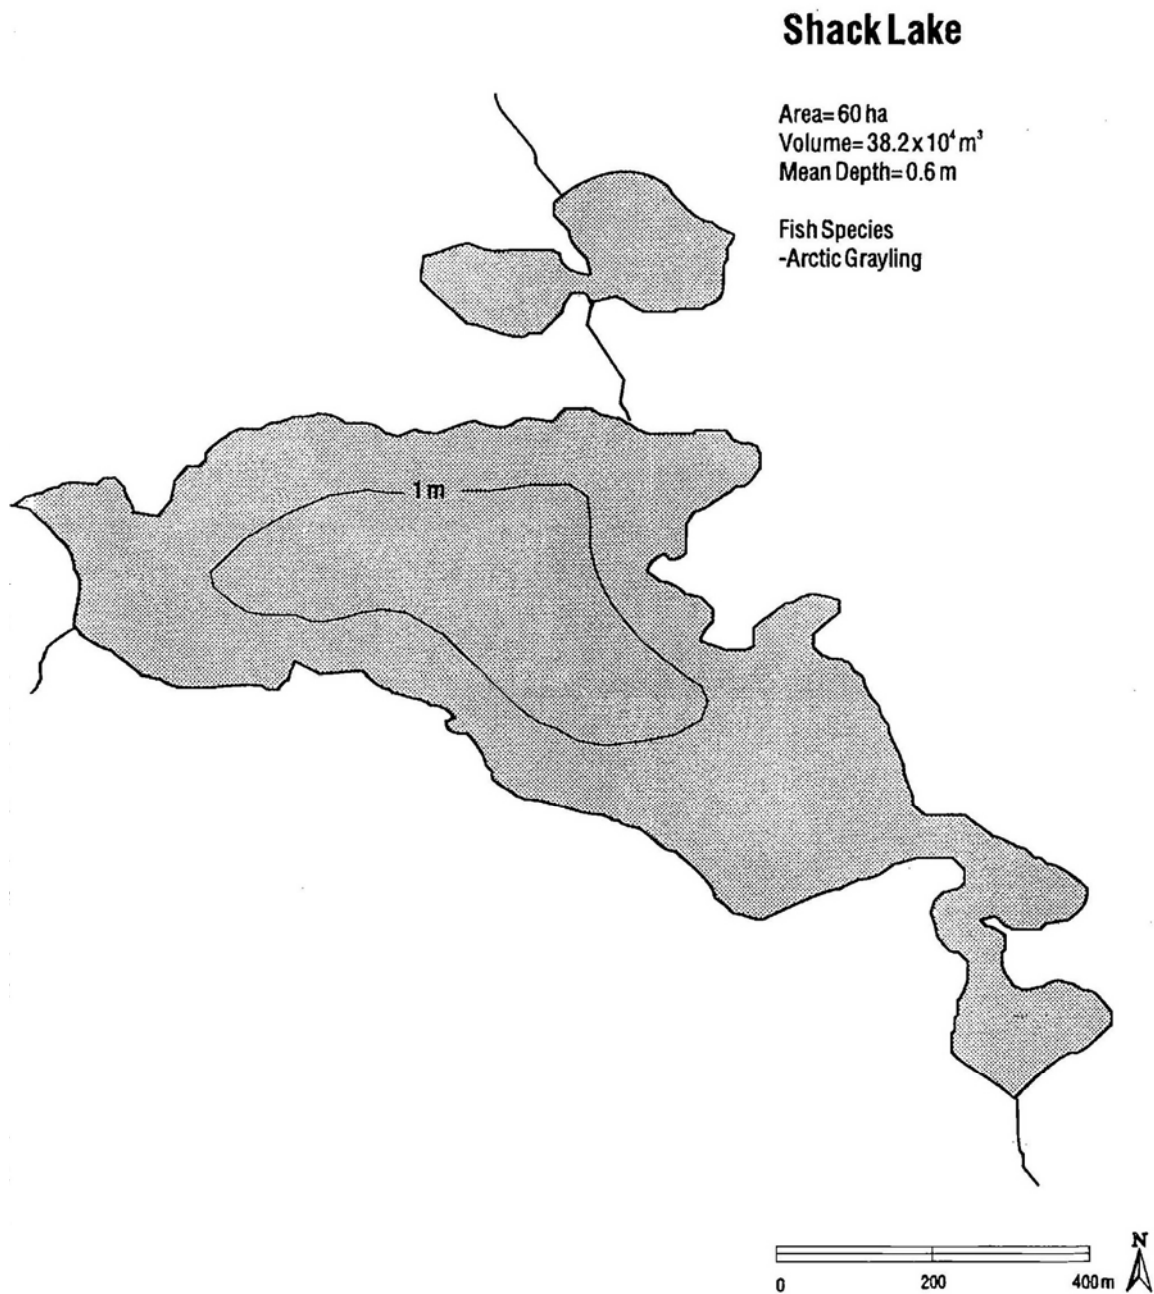 Shack Lake
Area= 60 ha
Volume= 38.2 x 10⁴ m³
Mean Depth= 0.6 m
Fish Species
-Arctic Grayling
1 m
N
0 200 400 m